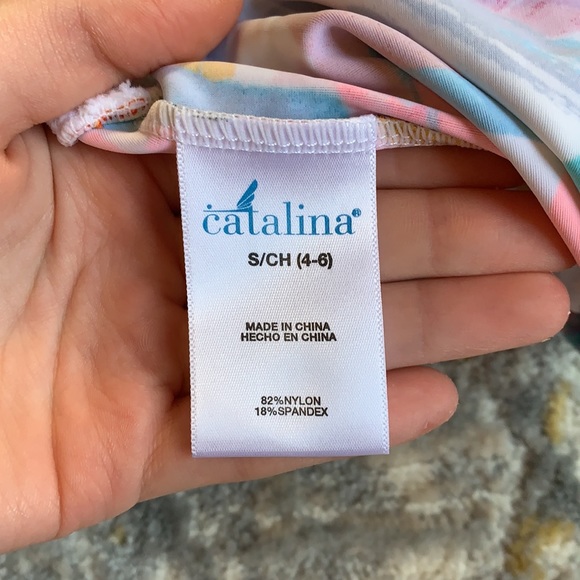 catalina®
S/CH (4-6)
MADE IN CHINA
HECHO EN CHINA
82%NYLON
18%SPANDEX